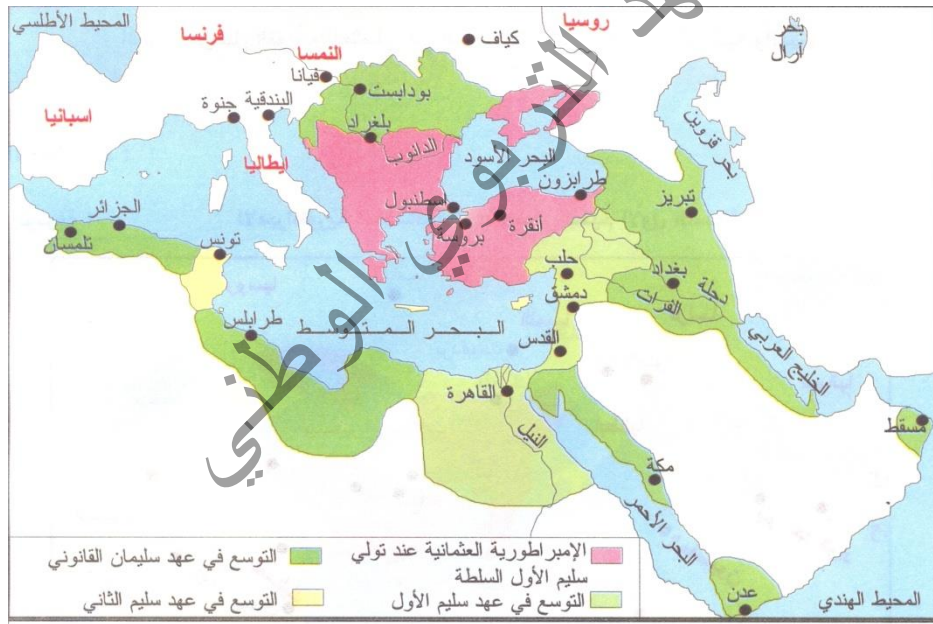 المحيط الأطلسي
فرنسا
النمسا
روسيا
كياف
بحر
آرال
فيانا
بودابست
اسبانيا
جنوة
البندقية
بلغراد
الدانوب
ايطاليا
البحر الأسود
بحر قزوين
طرابزون
تبريز
اسطنبول
أنقرة
بروسة
الجزائر
تلمسان
تونس
حلب
بغداد
دجلة
الفرات
دمشق
طرابلس
البحر المتوسط
القدس
الخليج العربي
القاهرة
النيل
مسقط
مكة
البحر الأحمر
عدن
المحيط الهندي
الإمبراطورية العثمانية عند تولي
سليم الأول السلطة
التوسع في عهد سليمان القانوني
التوسع في عهد سليم الأول
التوسع في عهد سليم الثاني
التربوي الوطني